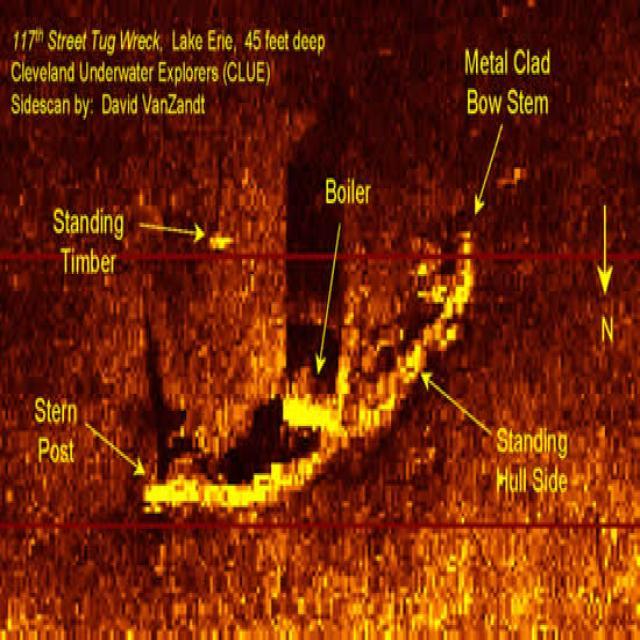 117th Street Tug Wreck, Lake Erie, 45 feet deep
Cleveland Underwater Explorers (CLUE)
Sidescan by: David VanZandt
Metal Clad
Bow Stem
Boiler
Standing
Timber
N
Stern
Post
Standing
Hull Side